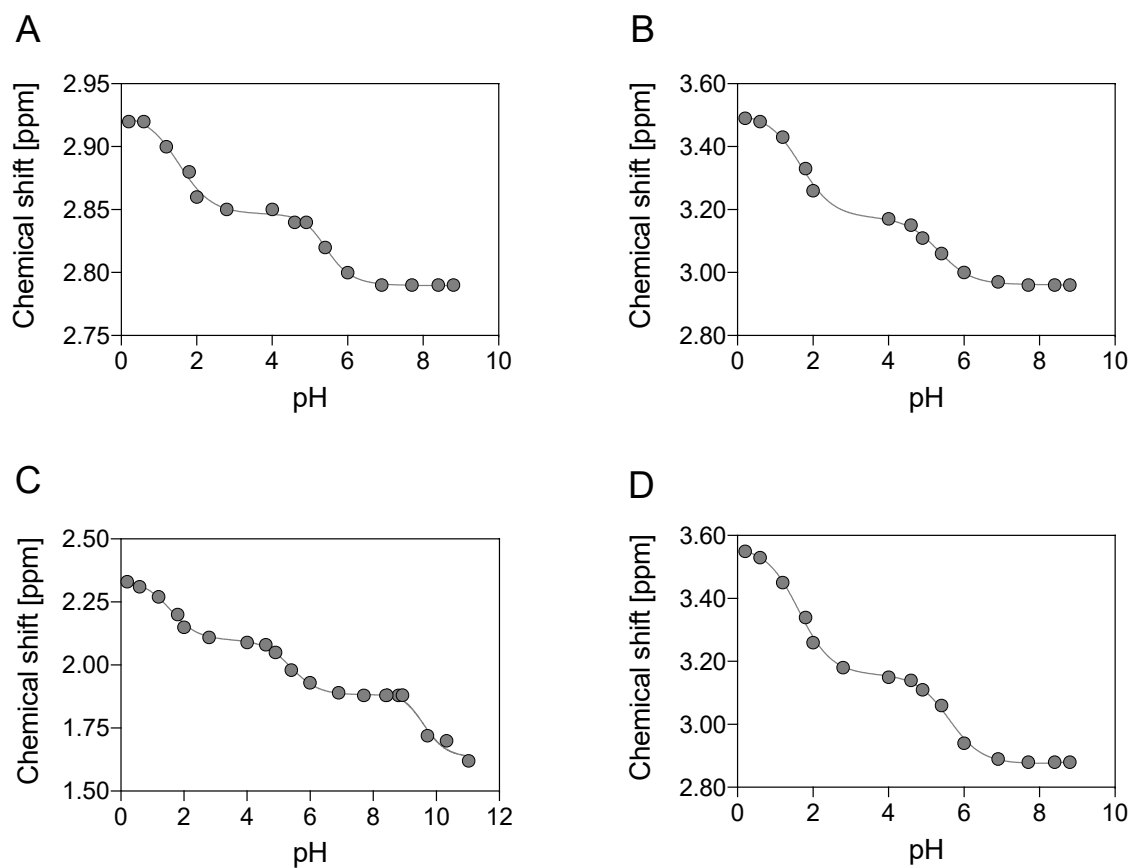 A
Chemical shift [ppm]
2.95
2.90
2.85
2.80
2.75
0 2 4 6 8 10
pH
B
Chemical shift [ppm]
3.60
3.40
3.20
3.00
2.80
0 2 4 6 8 10
pH
C
Chemical shift [ppm]
2.50
2.25
2.00
1.75
1.50
0 2 4 6 8 10 12
pH
D
Chemical shift [ppm]
3.60
3.40
3.20
3.00
2.80
0 2 4 6 8 10
pH